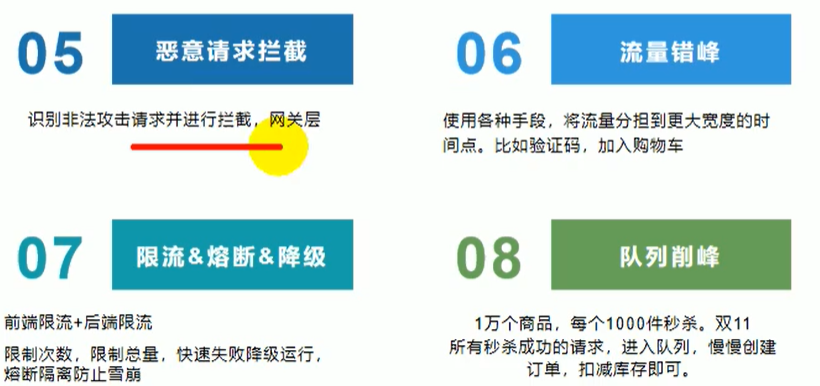 05 恶意请求拦截
识别非法攻击请求并进行拦截，网关层
06 流量错峰
使用各种手段，将流量分担到更大宽度的时
间点。比如验证码，加入购物车
07 限流&熔断&降级
前端限流+后端限流
限制次数，限制总量，快速失败降级运行，
熔断隔离防止雪崩
08 队列削峰
1万个商品，每个1000件秒杀。双11
所有秒杀成功的请求，进入队列，慢慢创建
订单，扣减库存即可。